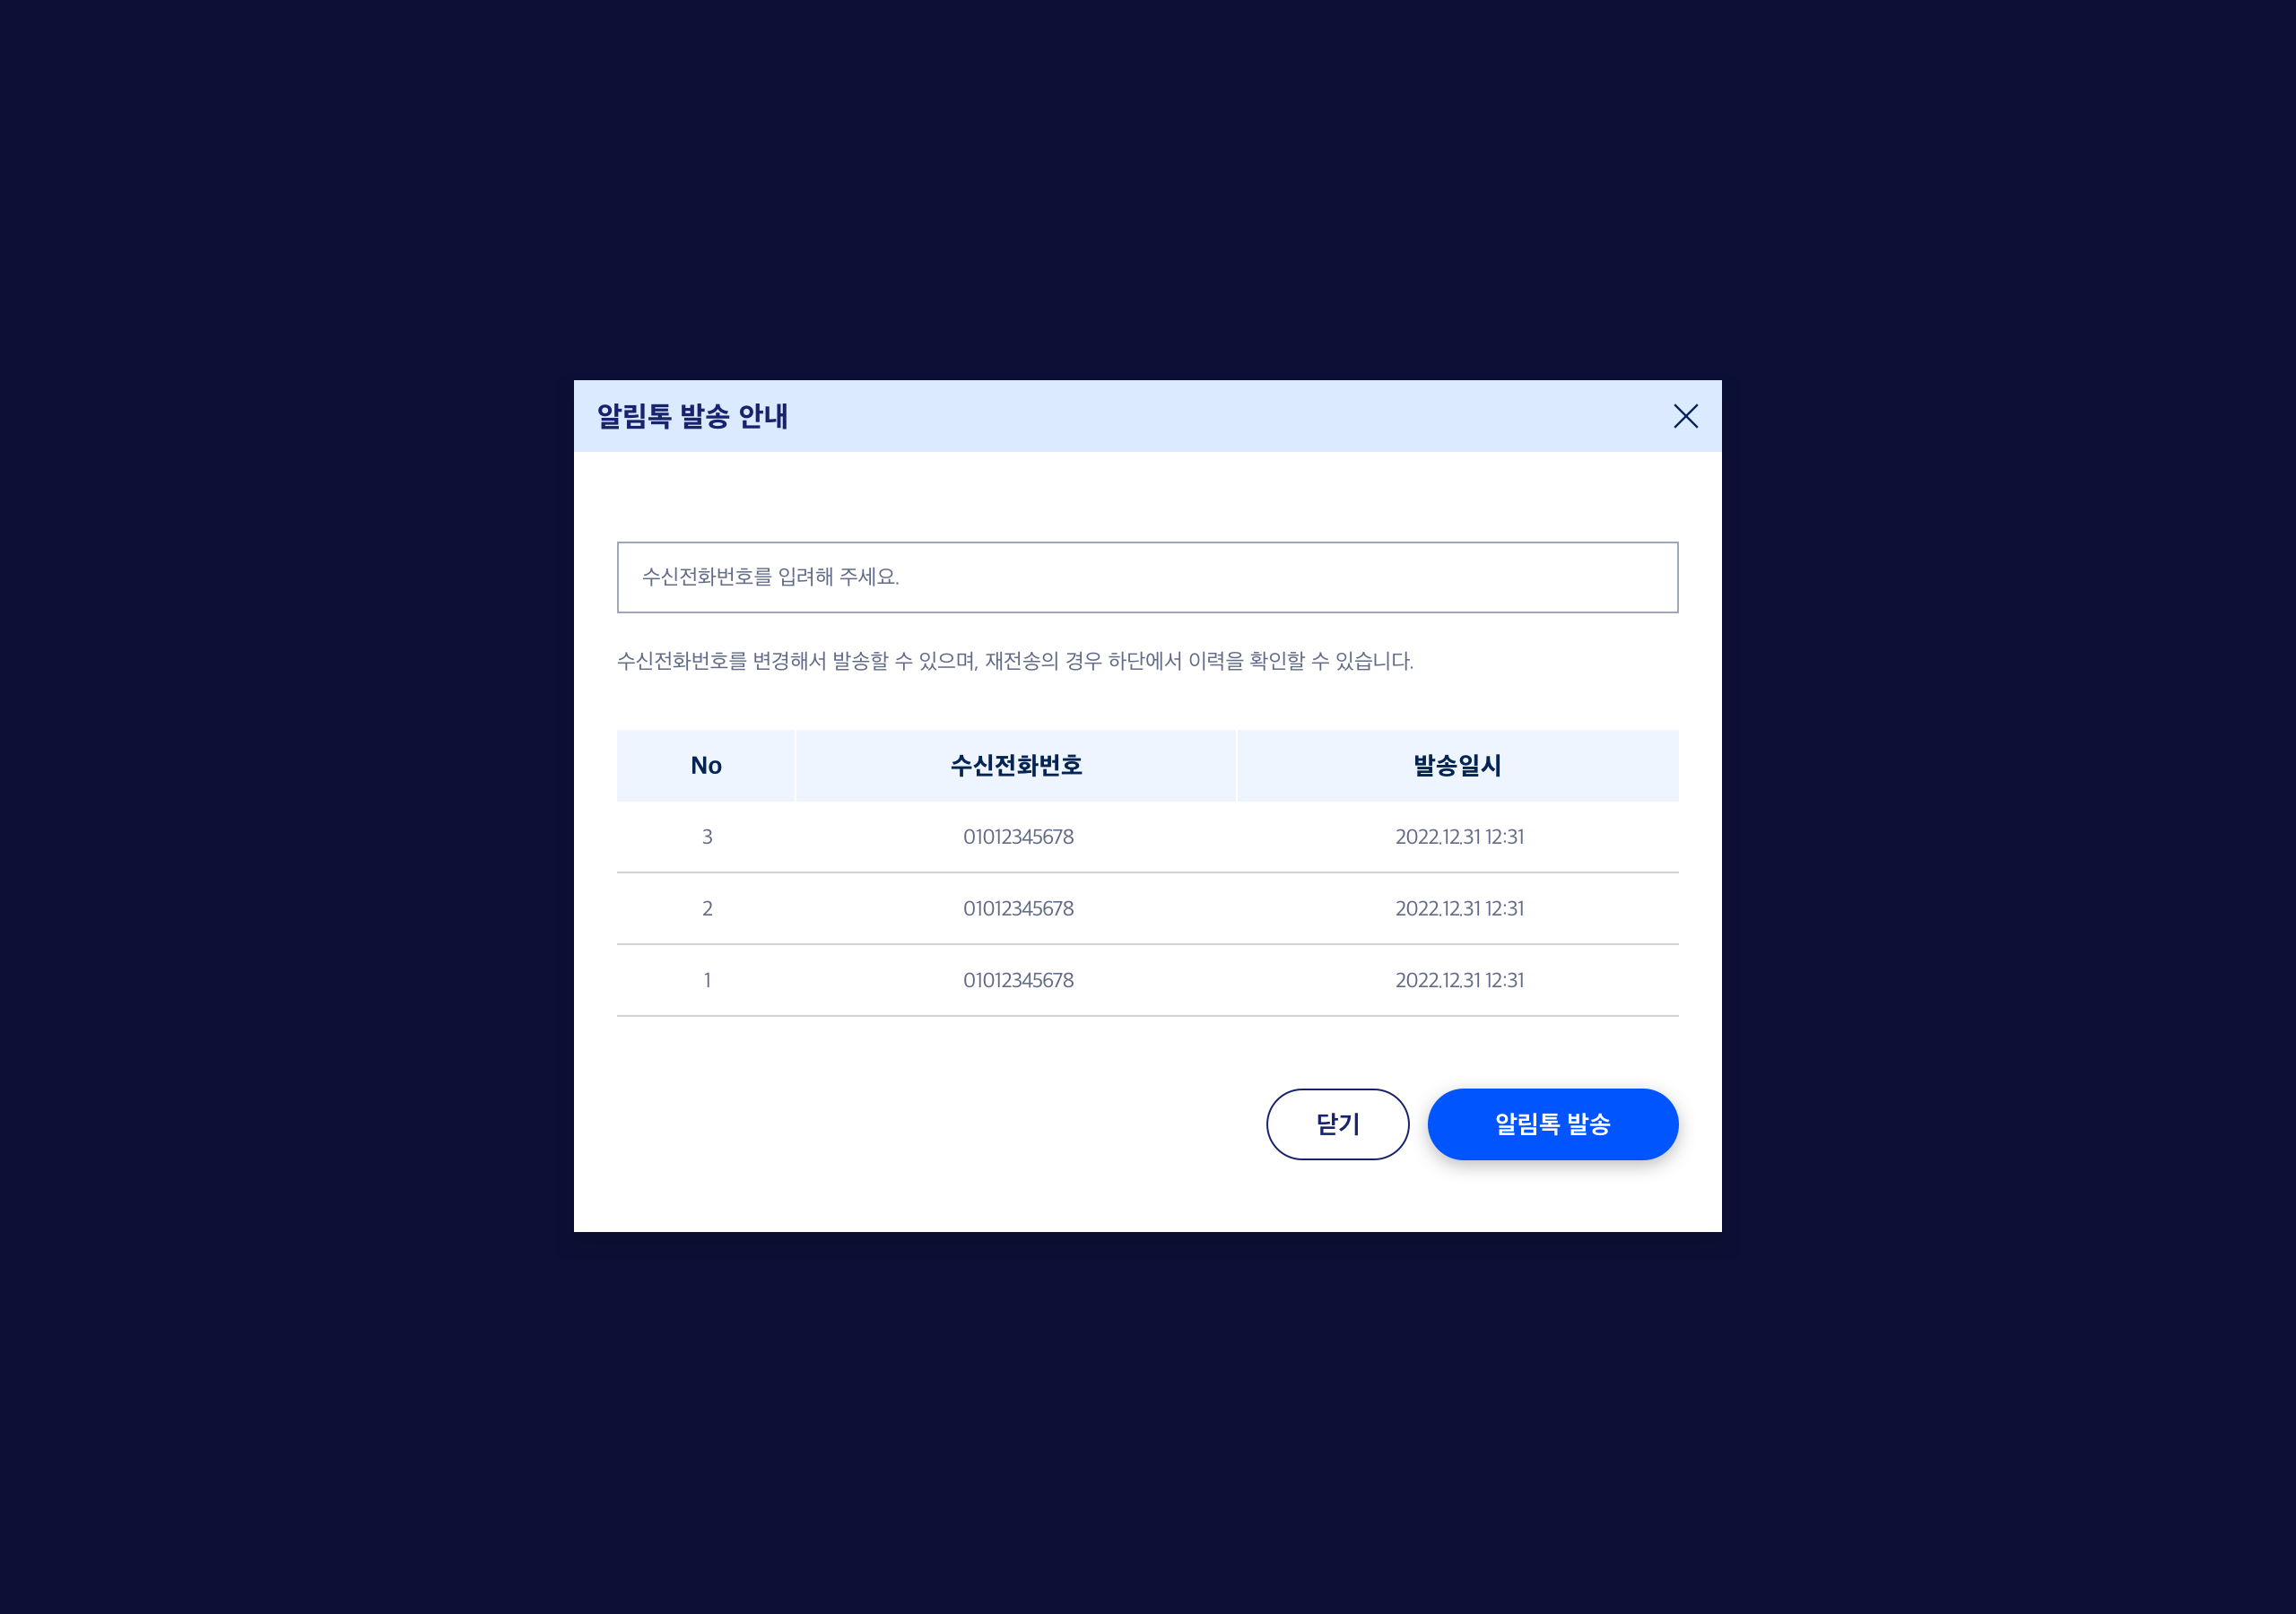 알림톡 발송 안내
수신전화번호를 입려해 주세요.
수신전화번호를 변경해서 발송할 수 있으며, 재전송의 경우 하단에서 이력을 확인할 수 있습니다.
No 수신전화번호 발송일시
3 01012345678 2022.12.31 12:31
2 01012345678 2022.12.31 12:31
1 01012345678 2022.12.31 12:31
닫기 알림톡 발송